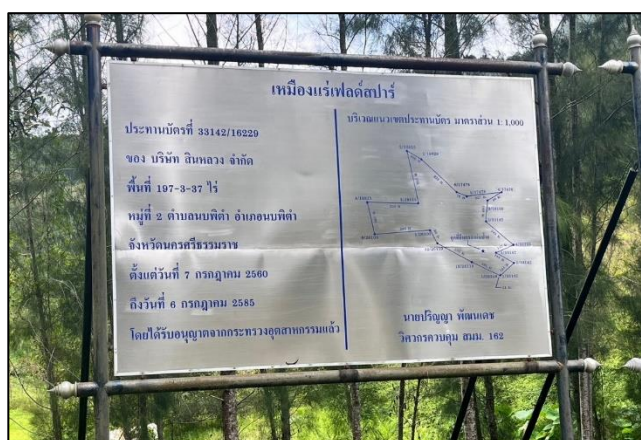 เหมืองแร่เฟลด์สปาร์
ประทานบัตรที่ 33142/16229
ของ บริษัท สินหลวง จำกัด
พื้นที่ 197-3-37 ไร่
หมู่ที่ 2 ตำบลนบพิตำ อำเภอนบพิตำ
จังหวัดนครศรีธรรมราช
ตั้งแต่วันที่ 7 กรกฎาคม 2560
ถึงวันที่ 6 กรกฎาคม 2585
โดยได้รับอนุญาตจากกระทรวงอุตสาหกรรมแล้ว
บริเวณแนวเขตประทานบัตร มาตราส่วน 1: 1,000
นายปริญญา พัฒนเดช
วิศวกรควบคุม สมม. 162